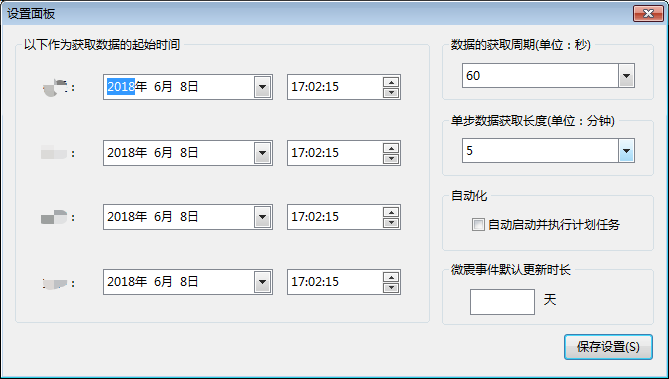 设置面板
以下作为获取数据的起始时间
：
2018年 6月 8日
17:02:15
：
2018年 6月 8日
17:02:15
：
2018年 6月 8日
17:02:15
：
2018年 6月 8日
17:02:15
数据的获取周期(单位：秒)
60
单步数据获取长度(单位：分钟)
5
自动化
自动启动并执行计划任务
微震事件默认更新时长
天
保存设置(S)